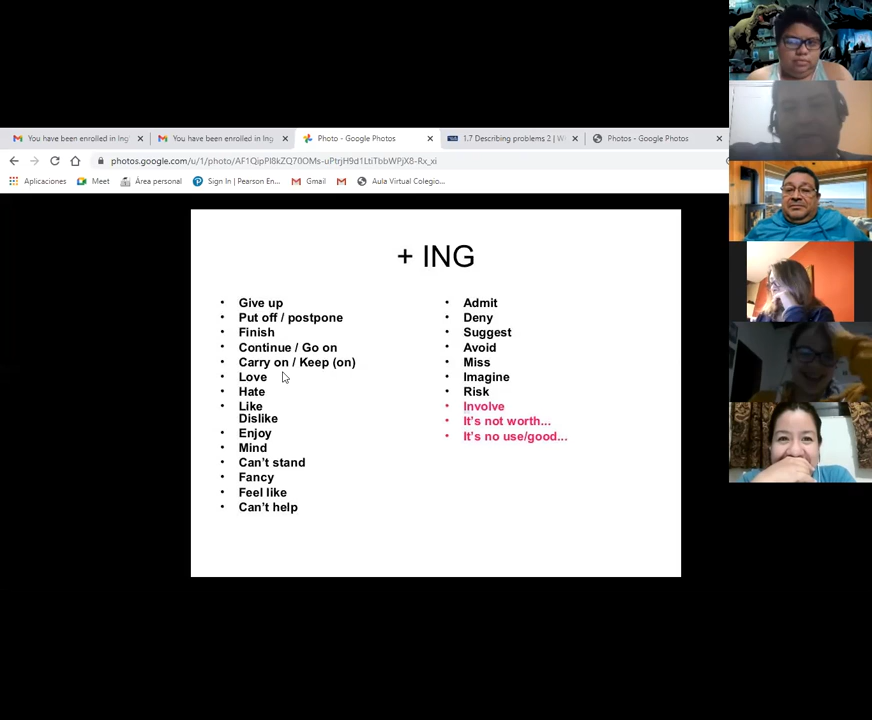 You have been enrolled in Ing
You have been enrolled in Ing
Photo - Google Photos
1.7 Describing problems 2 | W
Photos - Google Photos
photos.google.com/u/1/photo/AF1QipPl8kZQ70OMs-uPtrjH9d1LtiTbbWPjX8-Rx_xi
Aplicaciones
Meet
Área personal
Sign In | Pearson En...
Gmail
Aula Virtual Colegio...
+ ING
• Give up
• Put off / postpone
• Finish
• Continue / Go on
• Carry on / Keep (on)
• Love
• Hate
• Like
Dislike
• Enjoy
• Mind
• Can't stand
• Fancy
• Feel like
• Can't help
• Admit
• Deny
• Suggest
• Avoid
• Miss
• Imagine
• Risk
• Involve
• It's not worth...
• It's no use/good...